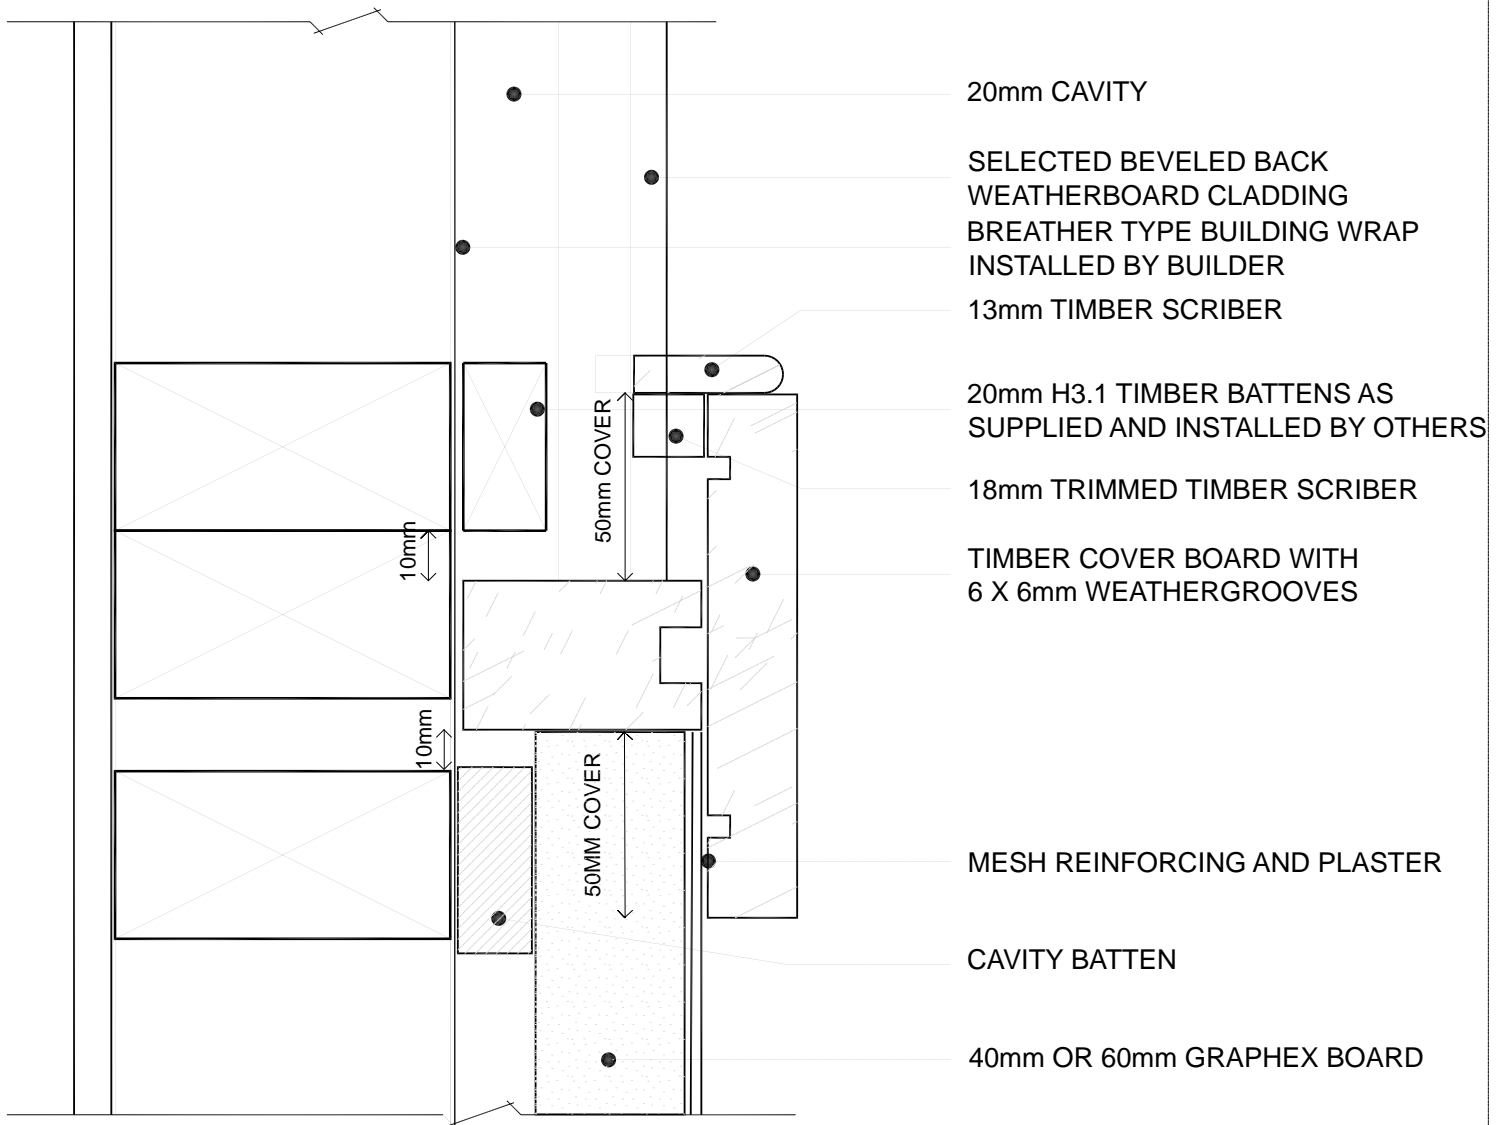 20mm CAVITY
SELECTED BEVELED BACK
WEATHERBOARD CLADDING
BREATHER TYPE BUILDING WRAP
INSTALLED BY BUILDER
13mm TIMBER SCRIBER
20mm H3.1 TIMBER BATTENS AS
SUPPLIED AND INSTALLED BY OTHERS
18mm TRIMMED TIMBER SCRIBER
TIMBER COVER BOARD WITH
6 X 6mm WEATHERGROOVES
MESH REINFORCING AND PLASTER
CAVITY BATTEN
40mm OR 60mm GRAPHEX BOARD
50mm COVER
10mm
10mm
50MM COVER